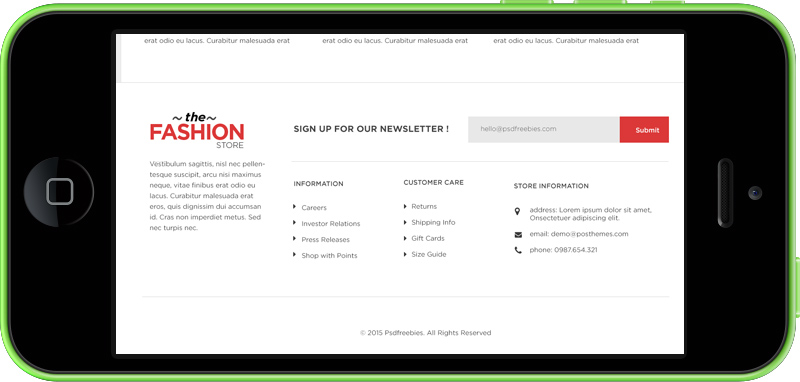 erat odio eu lacus. Curabitur malesuada erat
erat odio eu lacus. Curabitur malesuada erat
erat odio eu lacus. Curabitur malesuada erat
~ the ~
FASHION
STORE
Vestibulum sagittis, nisl nec pellen-
tesque suscipit, arcu nisi maximus
neque, vitae finibus erat odio eu
lacus. Curabitur malesuada erat
eros, quis dignissim dui accumsan
id. Cras non imperdiet metus. Sed
nec turpis nec.
SIGN UP FOR OUR NEWSLETTER !
hello@psdfreebies.com
Submit
INFORMATION
Careers
Investor Relations
Press Releases
Shop with Points
CUSTOMER CARE
Returns
Shipping Info
Gift Cards
Size Guide
STORE INFORMATION
address: Lorem ipsum dolor sit amet,
Onsectetuer adipiscing elit.
email: demo@posthemes.com
phone: 0987.654.321
© 2015 Psdfreebies. All Rights Reserved